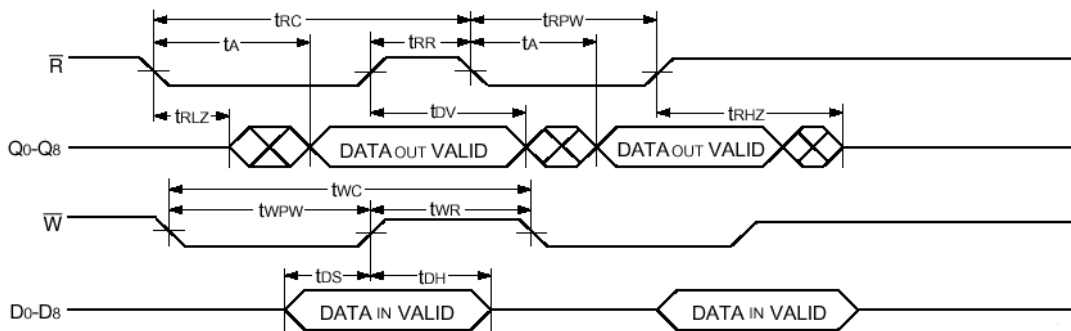 tRC tRPW
tA tRR tA
R̅
tRLZ tDV tRHZ
Q0-Q8 DATA OUT VALID DATA OUT VALID
tWC
W̅ tWPW tWR
tDS tDH
D0-D8 DATA IN VALID DATA IN VALID